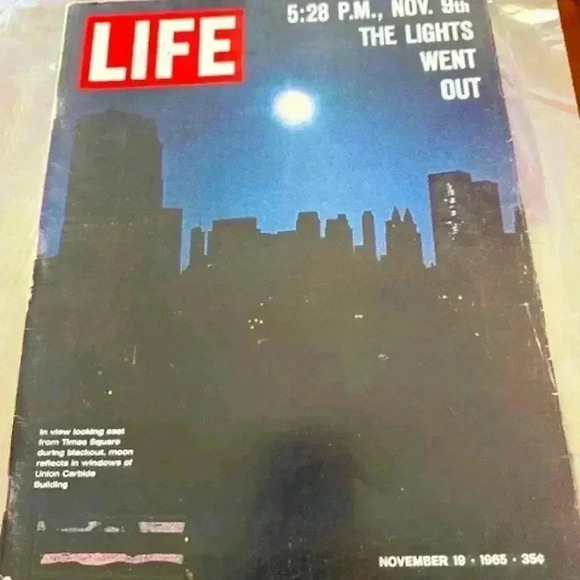 LIFE
5:28 P.M., NOV. 9th
THE LIGHTS
WENT
OUT
In view looking east
from Times Square
during blackout, moon
reflects in windows of
Union Carbide
Building
NOVEMBER 19 · 1965 · 35¢